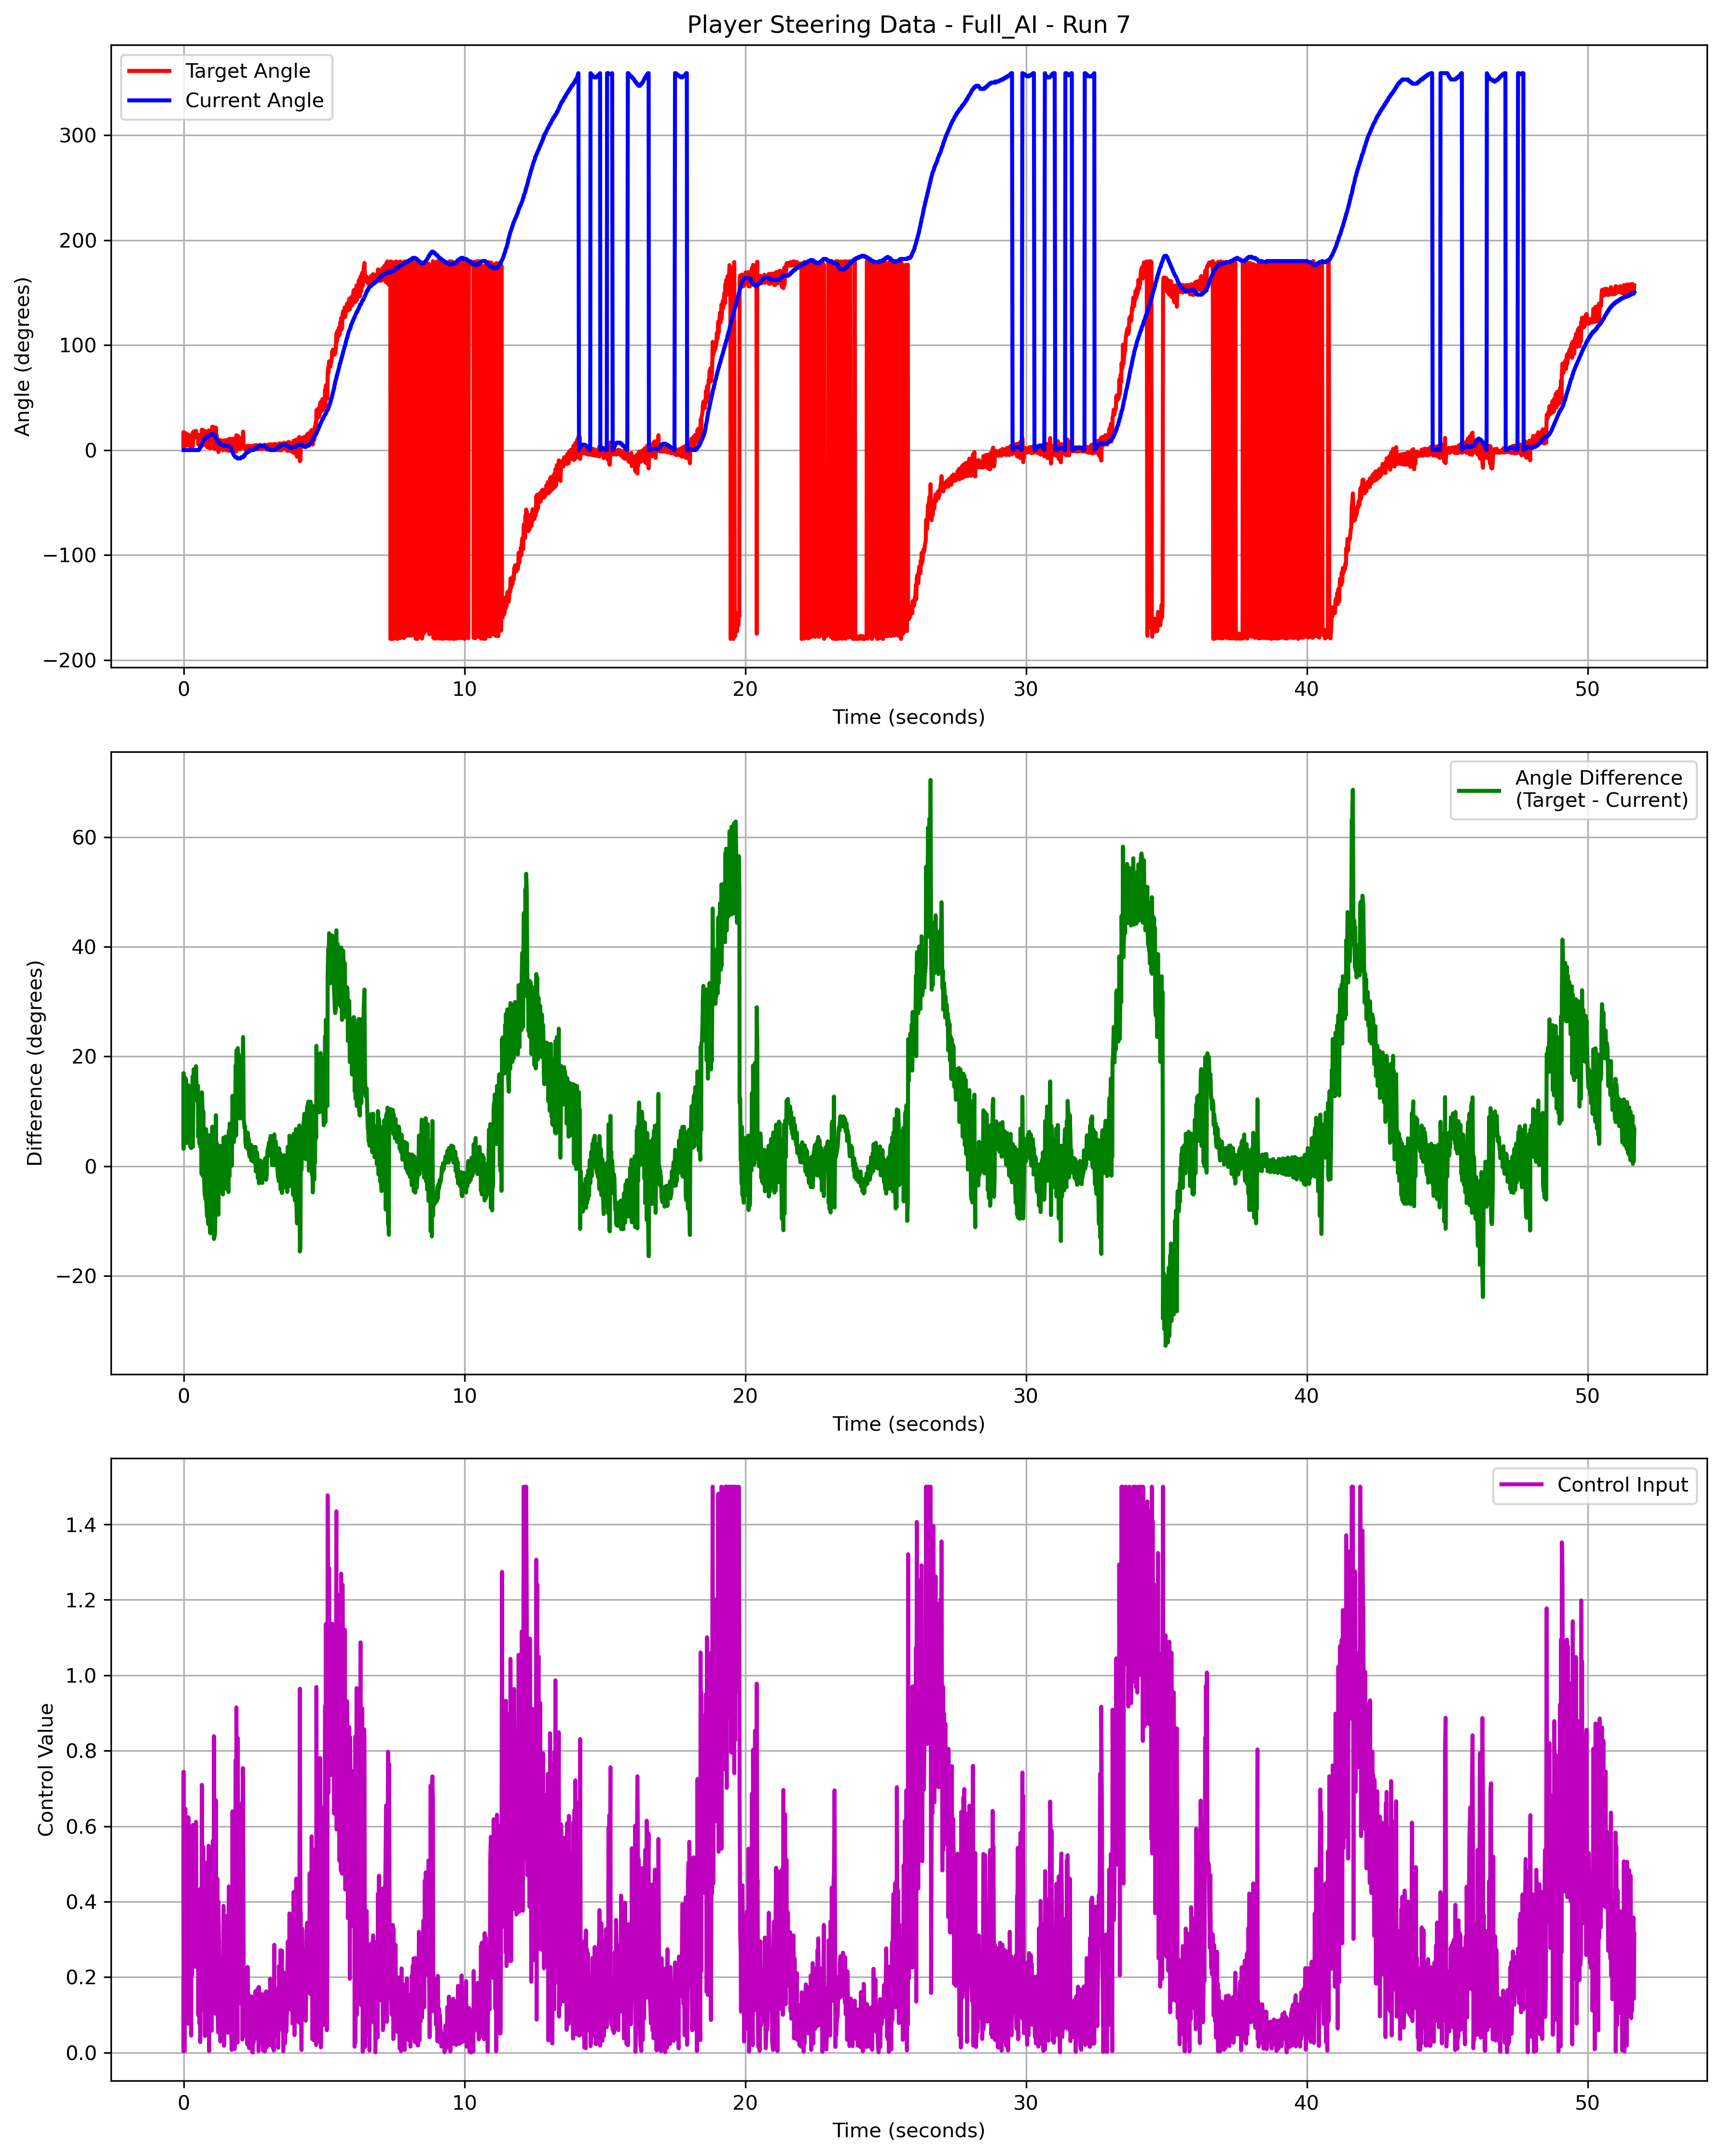 Player Steering Data - Full_AI - Run 7
Target Angle
Current Angle
Angle (degrees)
300
200
100
0
−100
−200
0 10 20 30 40 50
Time (seconds)
Angle Difference
(Target - Current)
Difference (degrees)
60
40
20
0
−20
0 10 20 30 40 50
Time (seconds)
Control Input
Control Value
1.4
1.2
1.0
0.8
0.6
0.4
0.2
0.0
0 10 20 30 40 50
Time (seconds)